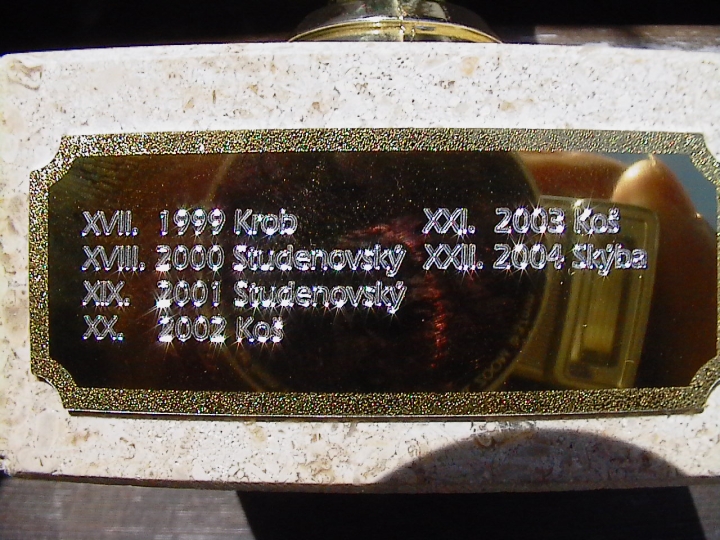 XVII. 1999 Krob
XVIII. 2000 Studenovský
XIX. 2001 Studenovský
XX. 2002 Koš
XXI. 2003 Koš
XXII. 2004 Skýba